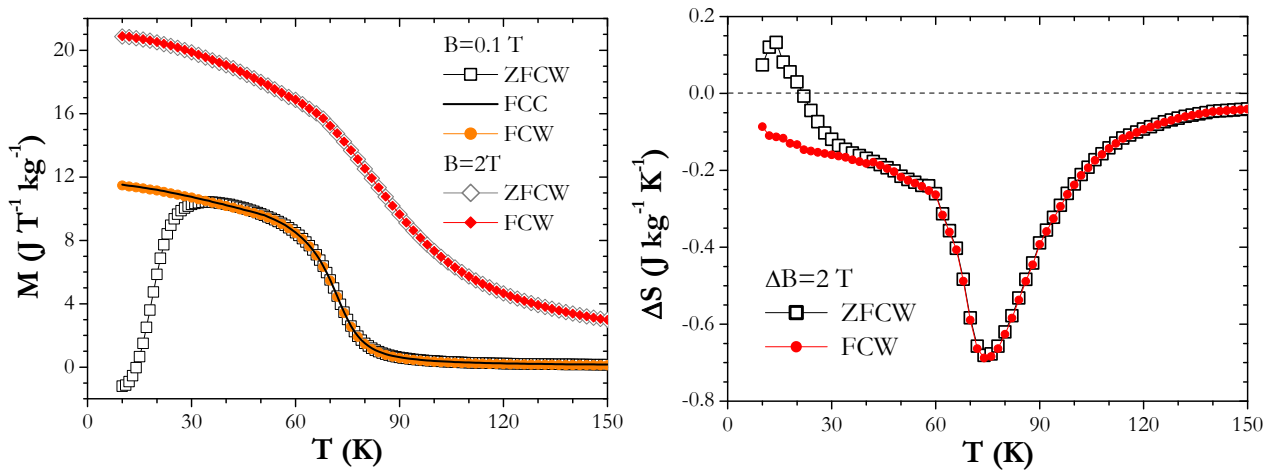 M (J T⁻¹ kg⁻¹)
20
16
12
8
4
0
B=0.1 T
ZFCW
FCC
FCW
B=2T
ZFCW
FCW
0 30 60 90 120 150
T (K)
ΔS (J kg⁻¹ K⁻¹)
0.2
0.0
-0.2
-0.4
-0.6
-0.8
ΔB=2 T
ZFCW
FCW
0 30 60 90 120 150
T (K)